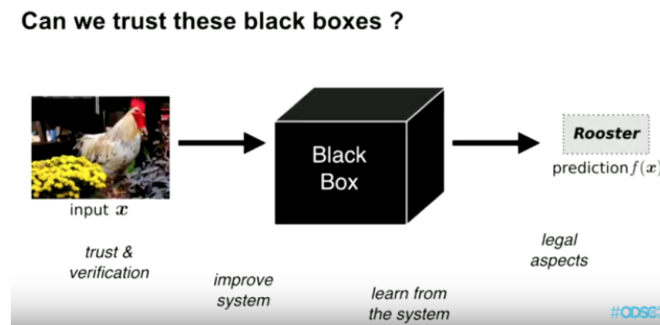 Can we trust these black boxes ?
Black
Box
Rooster
prediction f(x)
input x
trust &
verification
improve
system
learn from
the system
legal
aspects
#ODSC